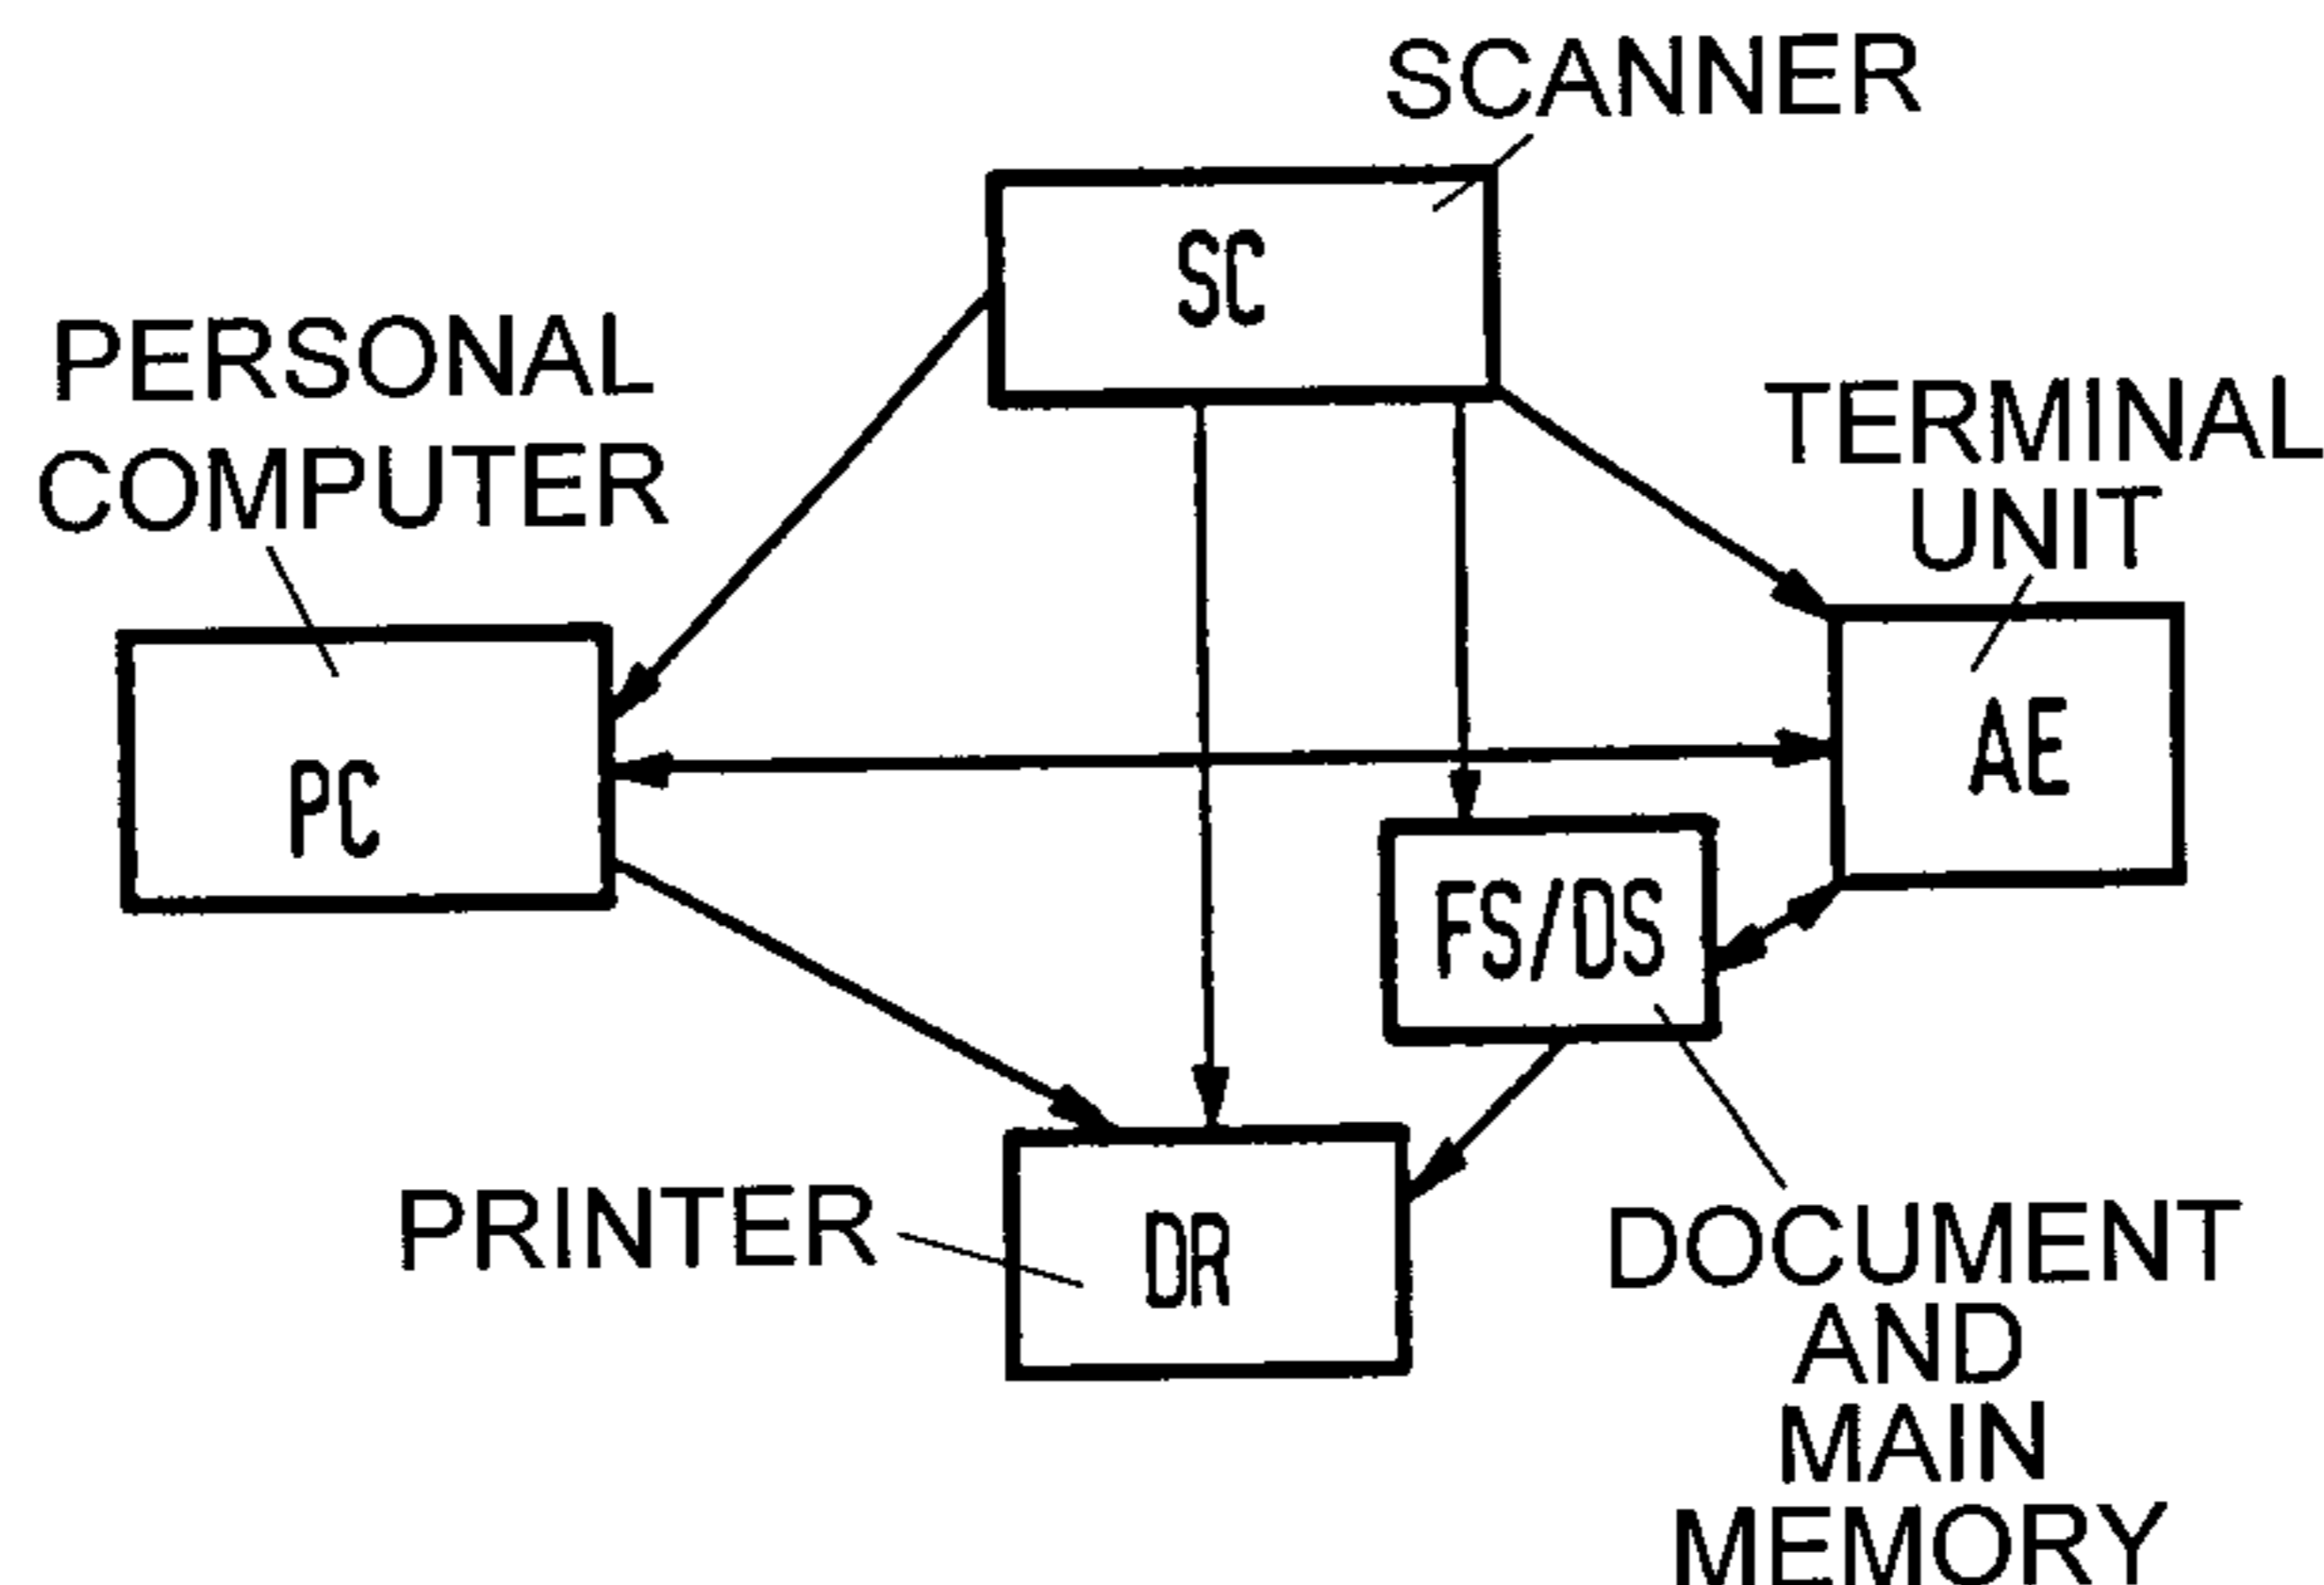 SCANNER
SC
PERSONAL
COMPUTER
TERMINAL
UNIT
PC
AE
FS/DS
PRINTER
DR
DOCUMENT
AND
MAIN
MEMORY